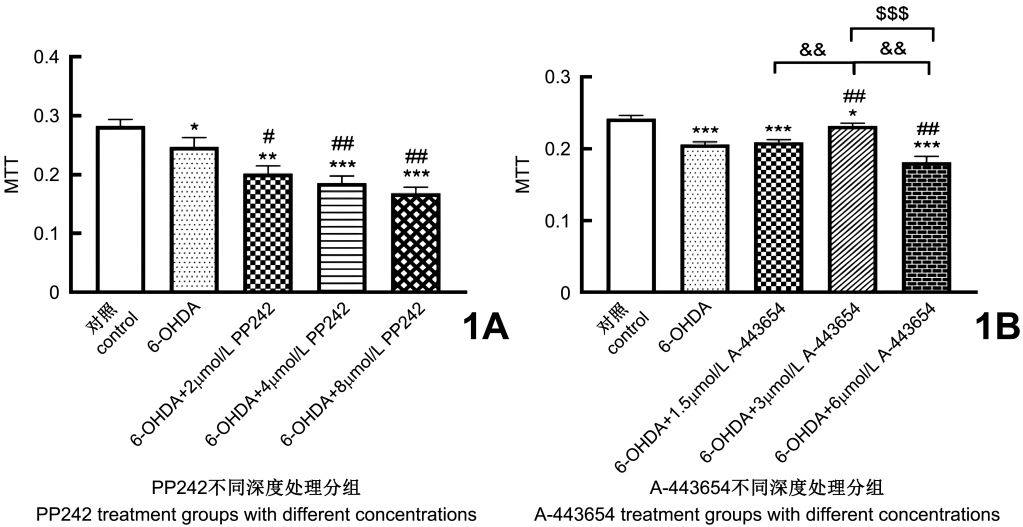 $$$
&& &&
0.4
0.3
0.2
0.1
0
MTT
*
#
**
##
***
##
***
对照
control
6-OHDA
6-OHDA+2μmol/L PP242
6-OHDA+4μmol/L PP242
6-OHDA+8μmol/L PP242
1A
PP242不同深度处理分组
PP242 treatment groups with different concentrations
0.3
0.2
0.1
0
MTT
***
***
##
*
##
***
对照
control
6-OHDA
6-OHDA+1.5μmol/L A-443654
6-OHDA+3μmol/L A-443654
6-OHDA+6μmol/L A-443654
1B
A-443654不同深度处理分组
A-443654 treatment groups with different concentrations